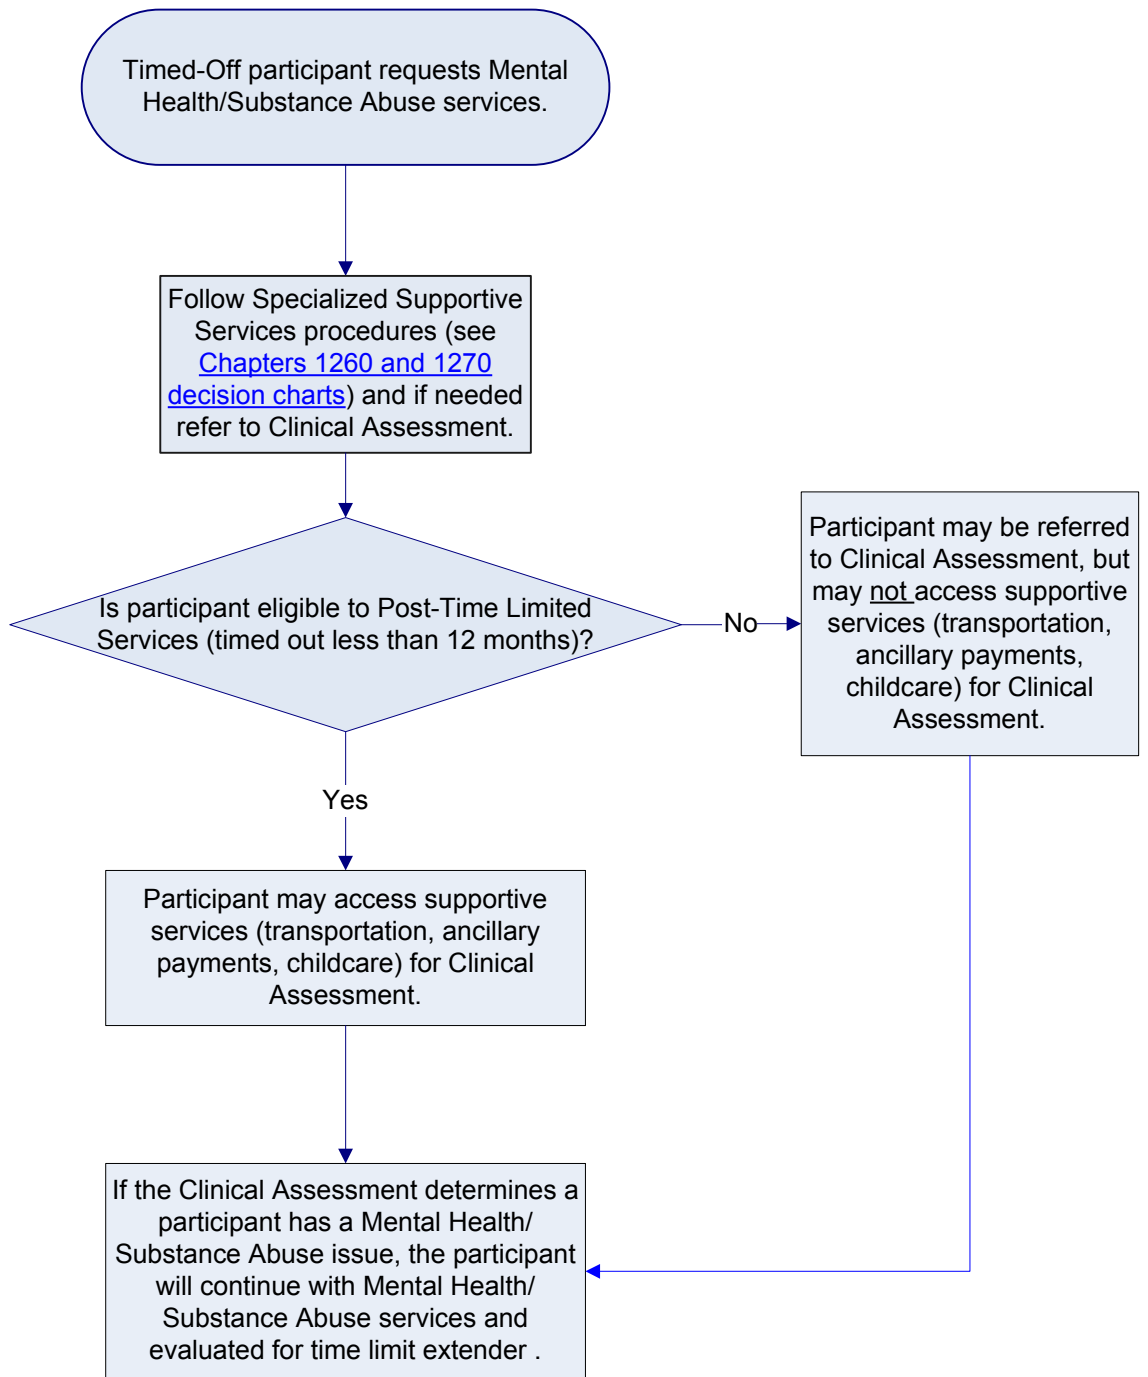 Timed-Off participant requests Mental
Health/Substance Abuse services.
Follow Specialized Supportive
Services procedures (see
Chapters 1260 and 1270
decision charts) and if needed
refer to Clinical Assessment.
Is participant eligible to Post-Time Limited
Services (timed out less than 12 months)?
No
Participant may be referred
to Clinical Assessment, but
may not access supportive
services (transportation,
ancillary payments,
childcare) for Clinical
Assessment.
Yes
Participant may access supportive
services (transportation, ancillary
payments, childcare) for Clinical
Assessment.
If the Clinical Assessment determines a
participant has a Mental Health/
Substance Abuse issue, the participant
will continue with Mental Health/
Substance Abuse services and
evaluated for time limit extender .